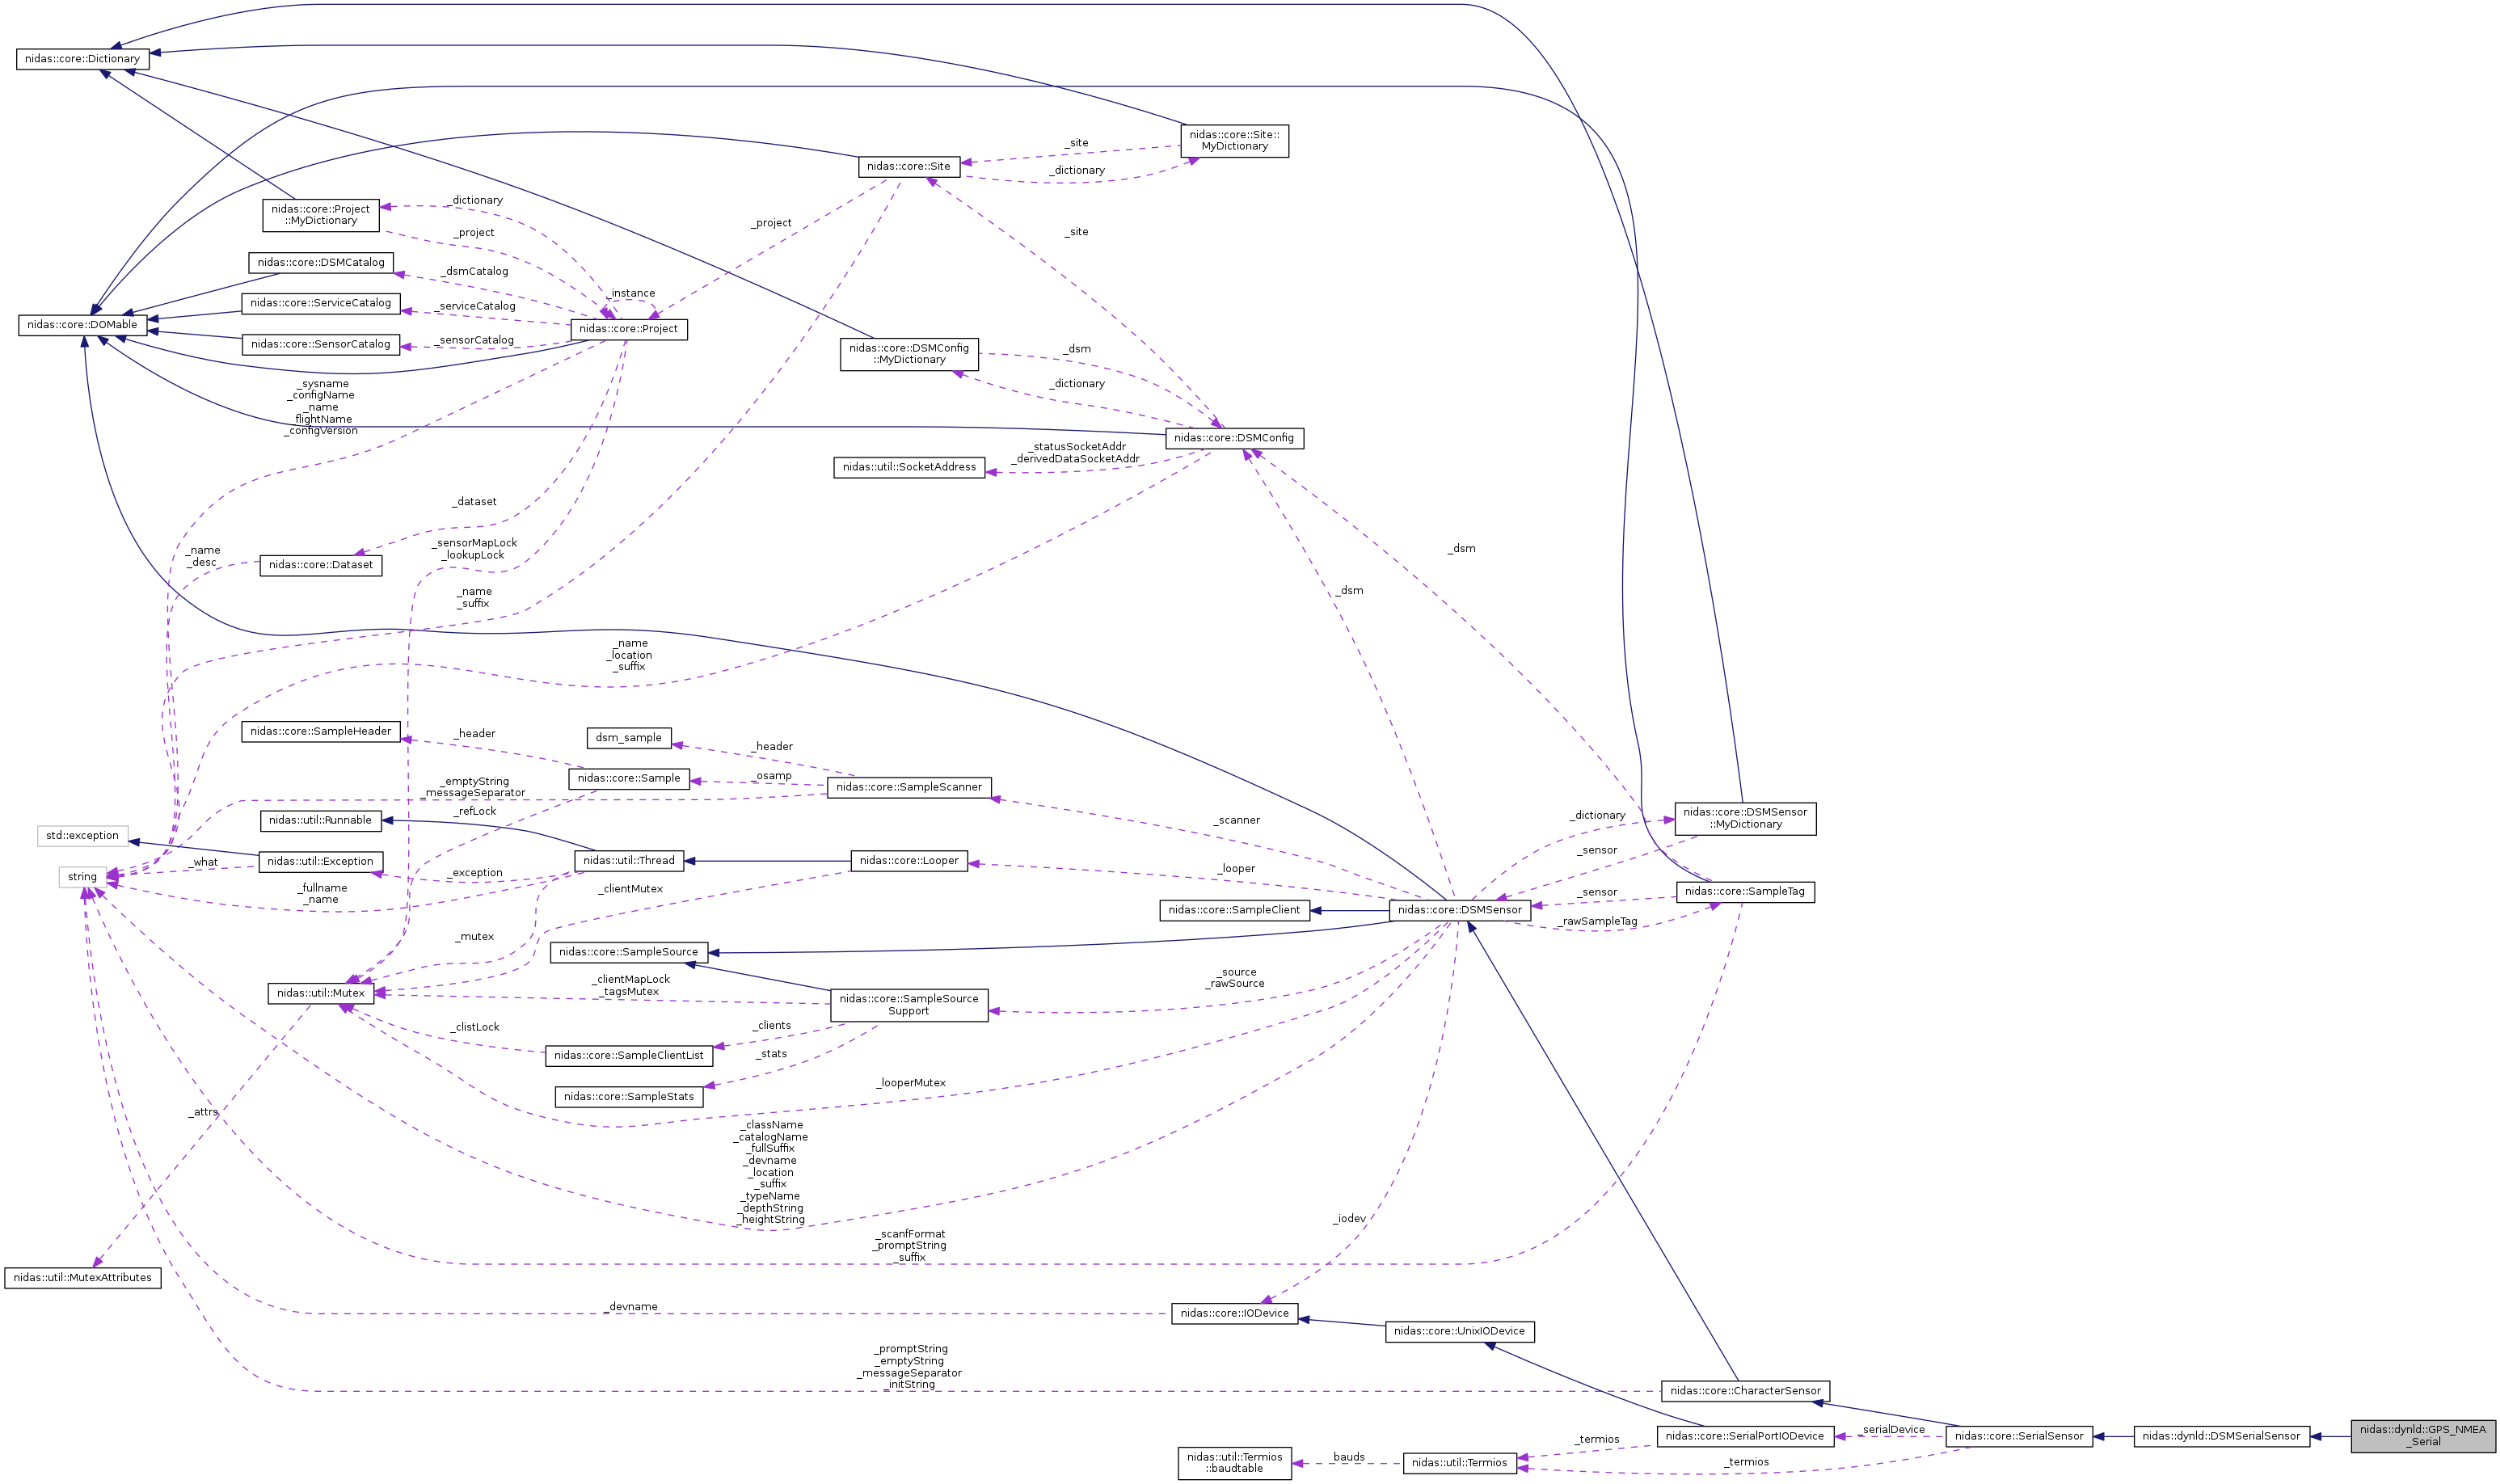 nidas::core::Dictionary
nidas::core::Site::
MyDictionary
_site
_dictionary
nidas::core::Site
nidas::core::Project
::MyDictionary
_dictionary
_project
_project
_site
nidas::core::DSMCatalog
_dsmCatalog
nidas::core::ServiceCatalog
_serviceCatalog
_instance
nidas::core::DOMable
nidas::core::Project
nidas::core::SensorCatalog
_sensorCatalog
nidas::core::DSMConfig
::MyDictionary
_dsm
_dictionary
_sysname
_configName
_name
flightName
_configVersion
nidas::core::DSMConfig
_statusSocketAddr
_derivedDataSocketAddr
nidas::util::SocketAddress
_dataset
_sensorMapLock
_lookupLock
_name
_desc
nidas::core::Dataset
_dsm
_dsm
_name
_suffix
_name
_location
_suffix
nidas::core::SampleHeader
_header
dsm_sample
_header
nidas::core::Sample
_osamp
nidas::core::SampleScanner
_emptyString
_messageSeparator
_refLock
_scanner
_dictionary
nidas::core::DSMSensor
::MyDictionary
nidas::util::Runnable
std::exception
nidas::util::Exception
_what
string
nidas::util::Thread
_exception
nidas::core::Looper
_looper
_sensor
_fullname
_name
_clientMutex
nidas::core::SampleTag
_sensor
_rawSampleTag
nidas::core::SampleClient
nidas::core::DSMSensor
_mutex
nidas::core::SampleSource
_source
_rawSource
nidas::util::Mutex
_clientMapLock
_tagsMutex
nidas::core::SampleSource
Support
_clistLock
_clients
nidas::core::SampleClientList
_stats
nidas::core::SampleStats
_looperMutex
_attrs
_className
_catalogName
_fullSuffix
_devname
_location
_suffix
_typeName
_depthString
_heightString
_iodev
_scanfFormat
_promptString
_suffix
nidas::util::MutexAttributes
_devname
nidas::core::IODevice
nidas::core::UnixIODevice
_promptString
_emptyString
_messageSeparator
_initString
nidas::core::CharacterSensor
nidas::core::SerialPortIODevice
_serialDevice
nidas::core::SerialSensor
nidas::dynld::DSMSerialSensor
nidas::dynld::GPS_NMEA
_Serial
_termios
_termios
nidas::util::Termios
bauds
nidas::util::Termios
::baudtable